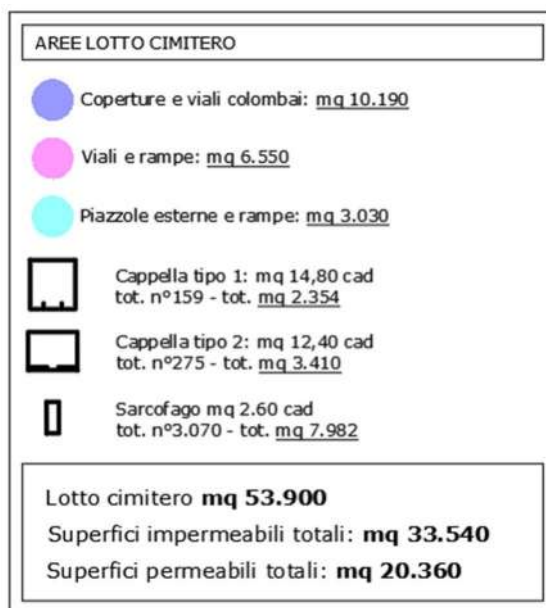 AREE LOTTO CIMITERO
Coperture e viali colombai: mq 10.190
Viali e rampe: mq 6.550
Piazzole esterne e rampe: mq 3.030
Cappella tipo 1: mq 14,80 cad
tot. n°159 - tot. mq 2.354
Cappella tipo 2: mq 12,40 cad
tot. n°275 - tot. mq 3.410
Sarcofago mq 2.60 cad
tot. n°3.070 - tot. mq 7.982
Lotto cimitero mq 53.900
Superfici impermeabili totali: mq 33.540
Superfici permeabili totali: mq 20.360